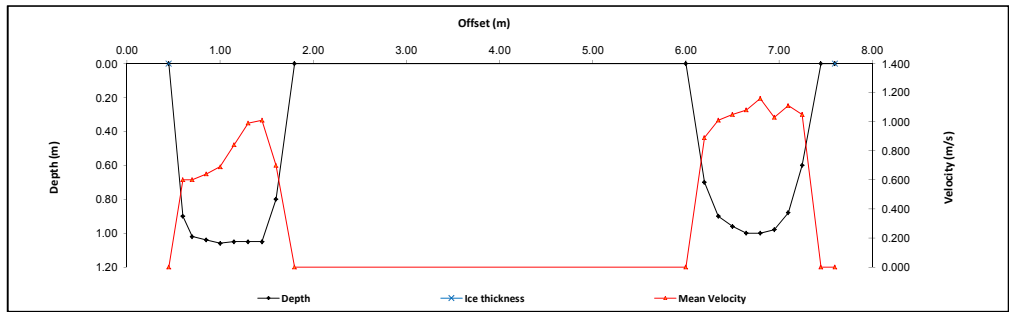 Offset (m)
0.00 1.00 2.00 3.00 4.00 5.00 6.00 7.00 8.00
0.00 1.400
0.20 1.200
0.40 1.000
0.60 0.800
0.80 0.600
1.00 0.400
1.20 0.200
0.000
Depth (m)
Velocity (m/s)
Depth Ice thickness Mean Velocity